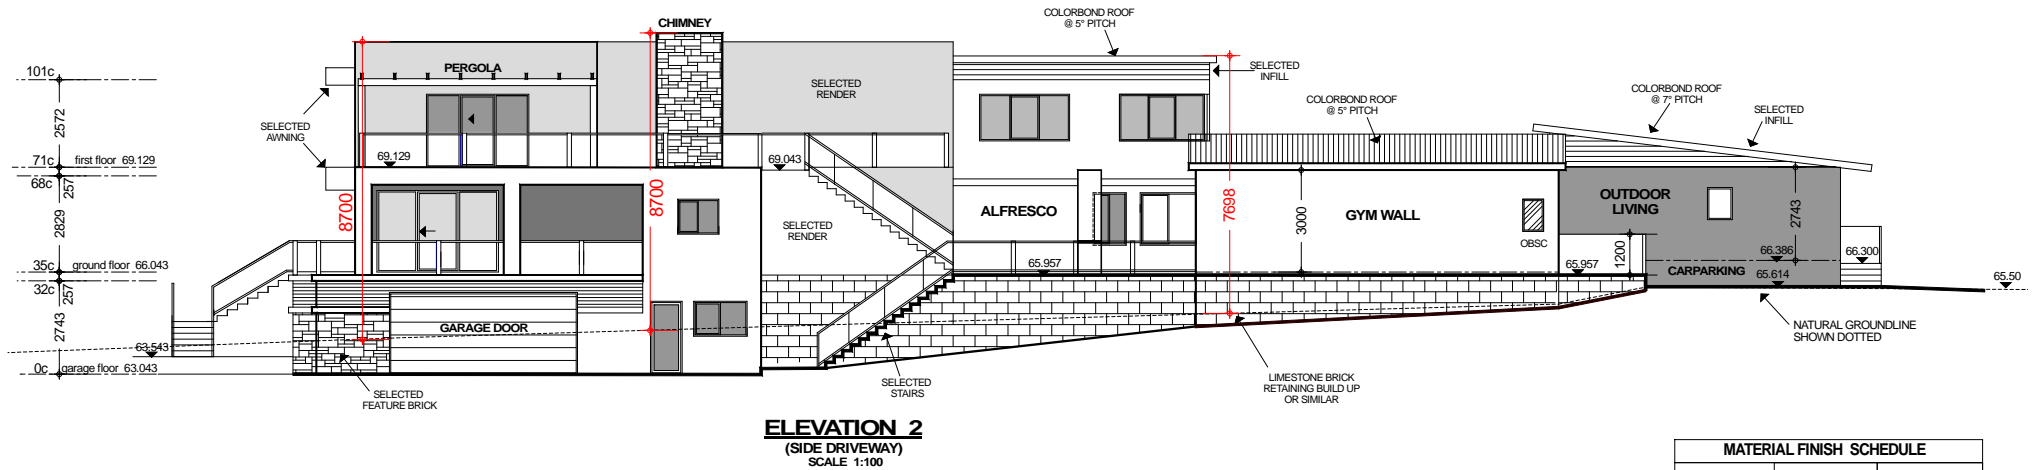 CHIMNEY
COLORBOND ROOF
@ 5° PITCH
101c
PERGOLA
SELECTED
INFILL
SELECTED
RENDER
COLORBOND ROOF
@ 5° PITCH
COLORBOND ROOF
@ 7° PITCH
SELECTED
INFILL
2572
SELECTED
AWNING
71c
first floor 69.129
69.129
69.043
68c
257
2829
8700
8700
7698
SELECTED
RENDER
ALFRESCO
3000
GYM WALL
OBSC
OUTDOOR
LIVING
2743
1200
35c
ground floor 66.043
65.957
65.957
66.386
66.300
CARPARKING
65.614
65.50
32c
257
2743
GARAGE DOOR
63.543
0c
garage floor 63.043
NATURAL GROUNDLINE
SHOWN DOTTED
SELECTED
FEATURE BRICK
SELECTED
STAIRS
LIMESTONE BRICK
RETAINING BUILD UP
OR SIMILAR
ELEVATION 2
(SIDE DRIVEWAY)
SCALE 1:100
MATERIAL FINISH SCHEDULE